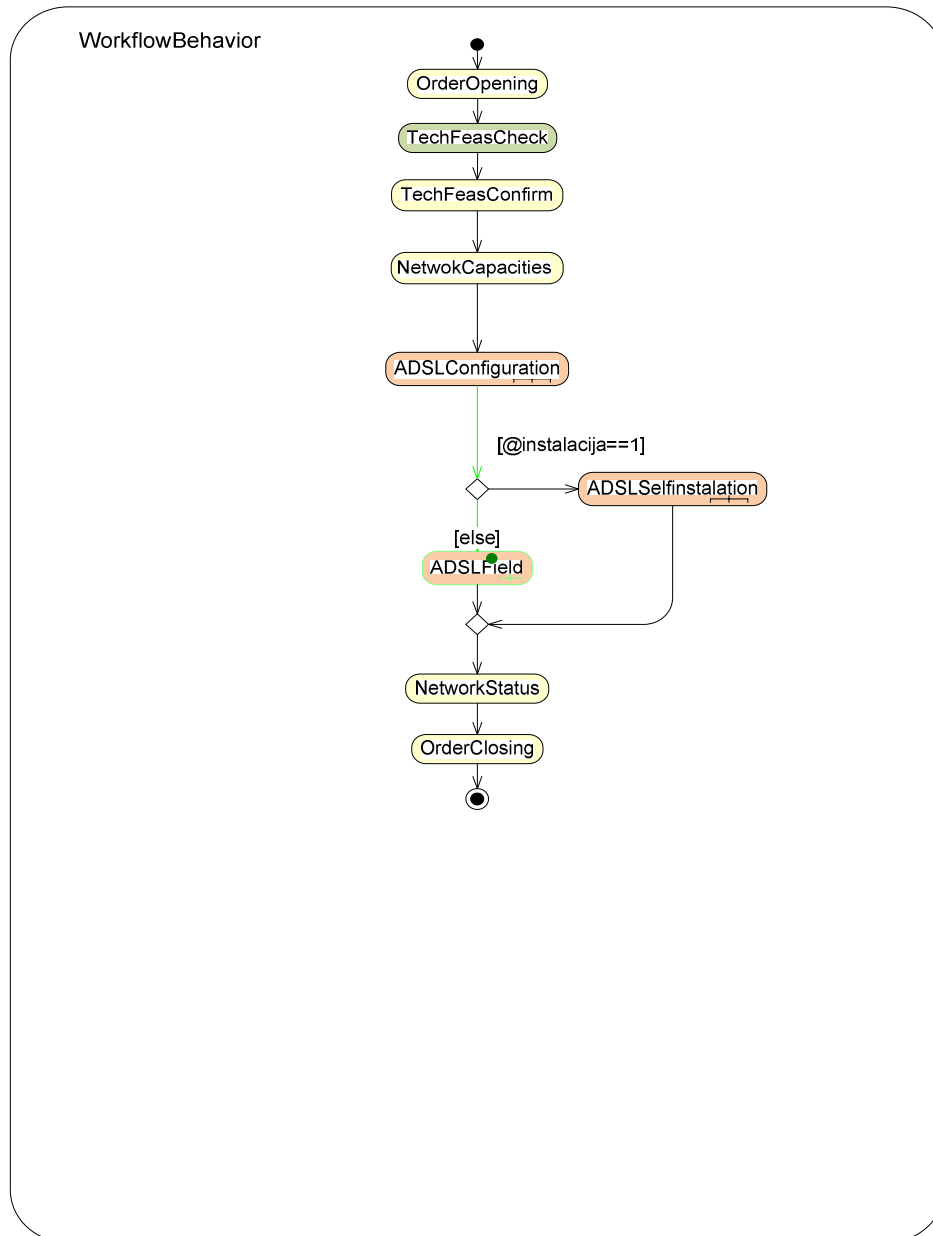 WorkflowBehavior
OrderOpening
TechFeasCheck
TechFeasConfirm
NetwokCapacities
ADSLConfiguration
[@instalacija==1]
ADSLSelfinstalation
[else]
ADSLField
NetworkStatus
OrderClosing